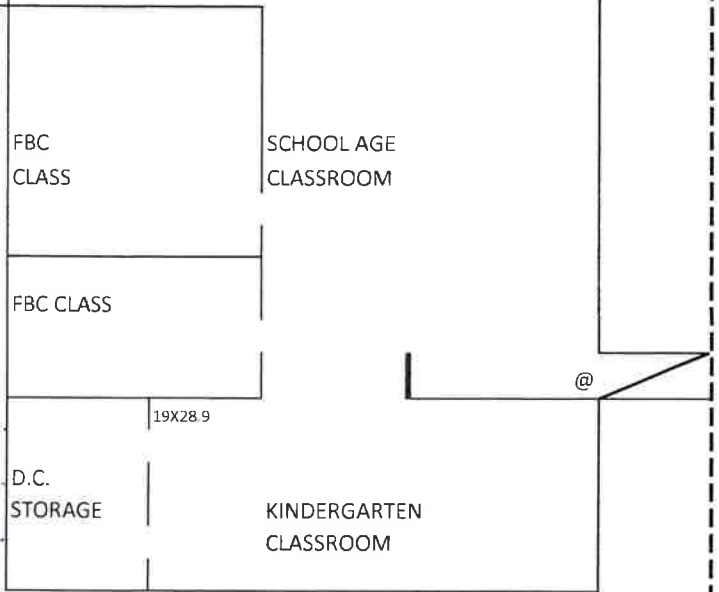 FBC
CLASS
SCHOOL AGE
CLASSROOM
FBC CLASS
@
19X28.9
D.C.
STORAGE
KINDERGARTEN
CLASSROOM